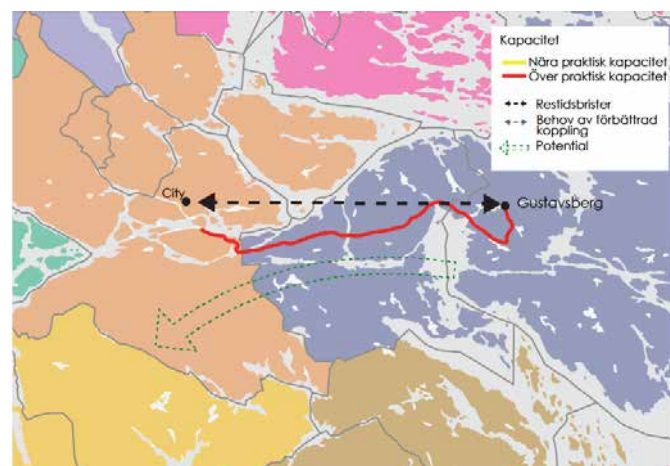 Kapacitet
Nära praktisk kapacitet
Över praktisk kapacitet
Restidsbrister
Behov av förbättrad
koppling
Potential
City
Gustavsberg